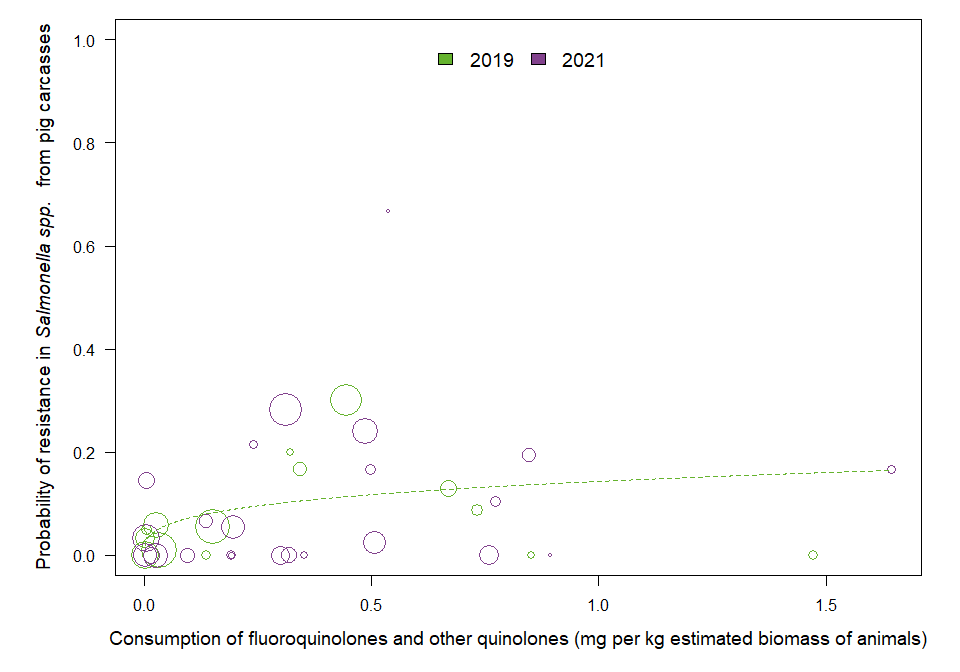 Probability of resistance in Salmonella spp. from pig carcasses
1.0
0.8
0.6
0.4
0.2
0.0
2019 2021
0.0 0.5 1.0 1.5
Consumption of fluoroquinolones and other quinolones (mg per kg estimated biomass of animals)